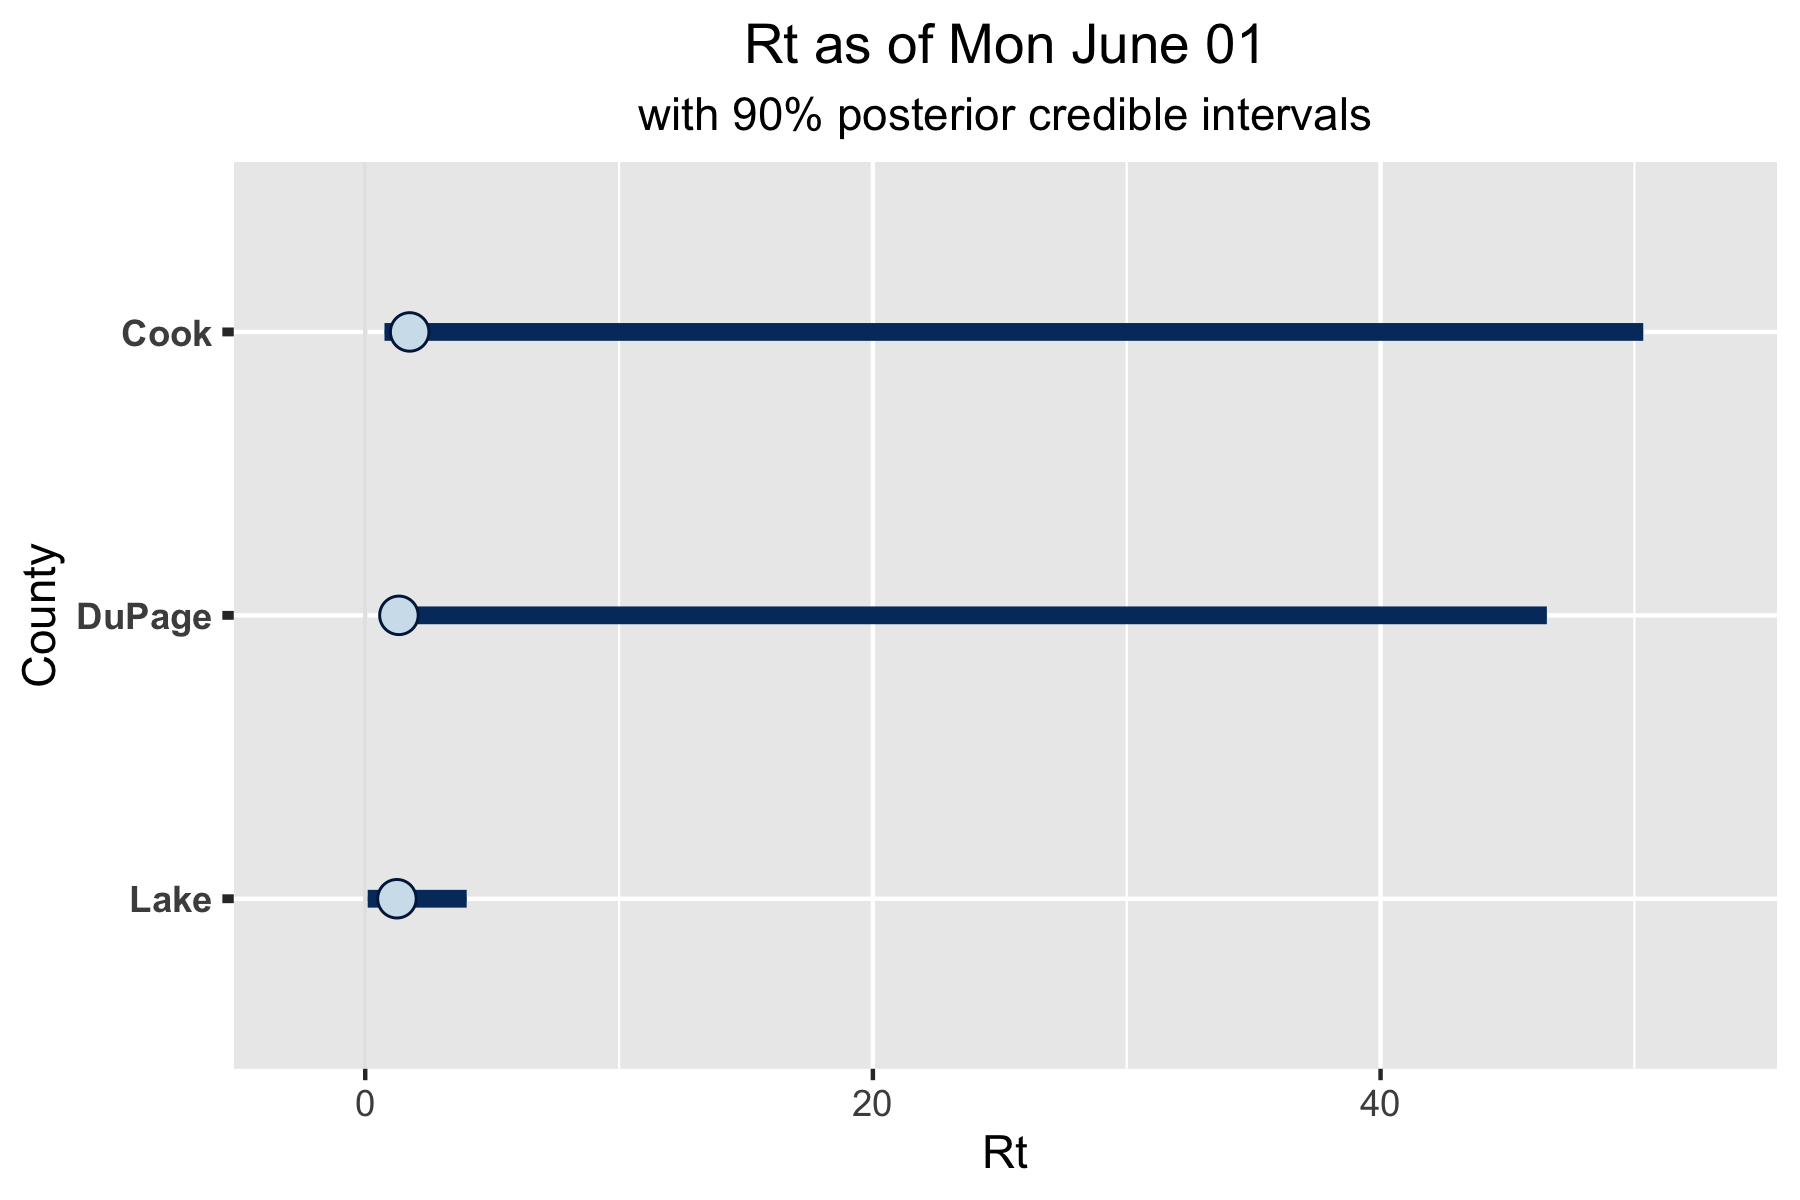 Rt as of Mon June 01
with 90% posterior credible intervals
County
Cook
DuPage
Lake
0 20 40
Rt